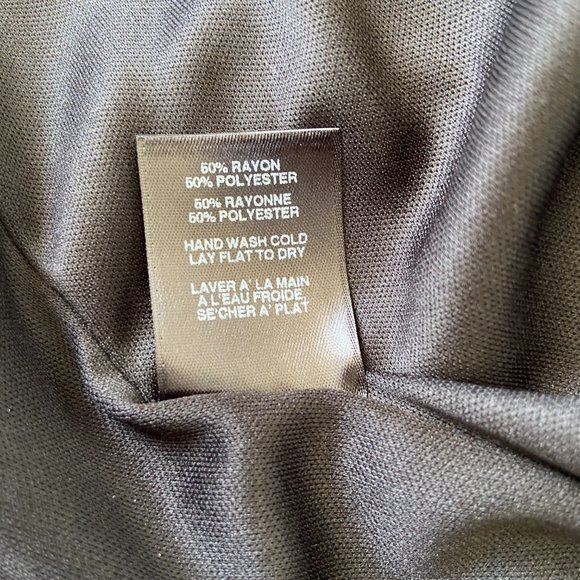 50% RAYON
50% POLYESTER
50% RAYONNE
50% POLYESTER
HAND WASH COLD
LAY FLAT TO DRY
LAVER A' LA MAIN
A L'EAU FROIDE,
SE'CHER A' PLAT